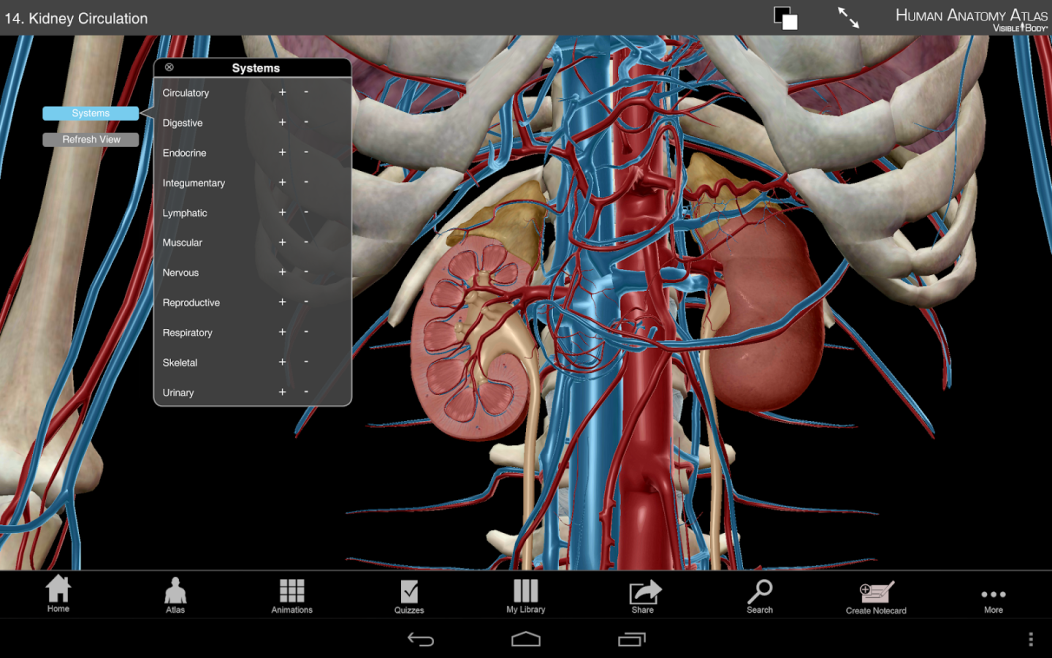 14. Kidney Circulation
HUMAN ANATOMY ATLAS
VISIBLE BODY®
Systems
Refresh View
Systems
Circulatory + -
Digestive + -
Endocrine + -
Integumentary + -
Lymphatic + -
Muscular + -
Nervous + -
Reproductive + -
Respiratory + -
Skeletal + -
Urinary + -
Home
Atlas
Animations
Quizzes
My Library
Share
Search
Create Notecard
More